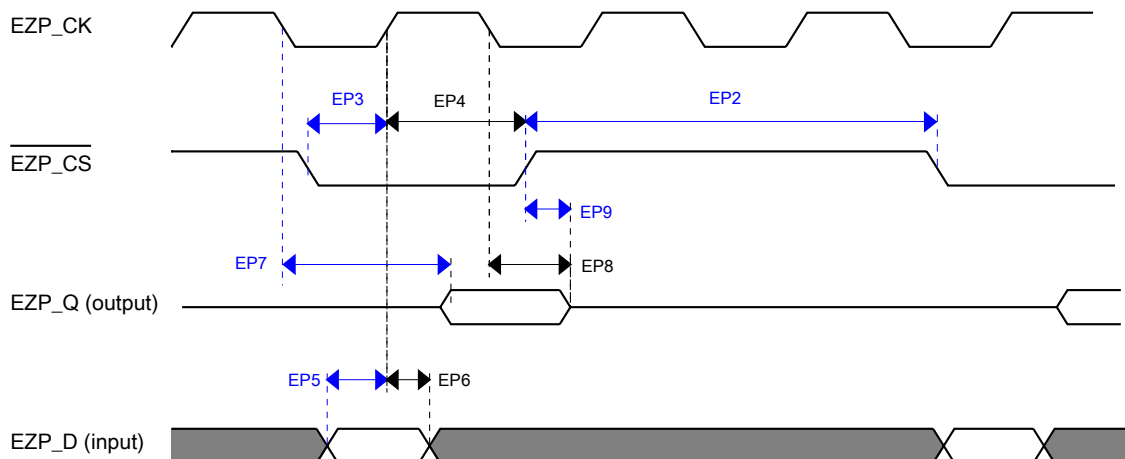 EZP_CK
EP3
EP4
EP2
EZP_CS
EP9
EP7
EP8
EZP_Q (output)
EP5
EP6
EZP_D (input)